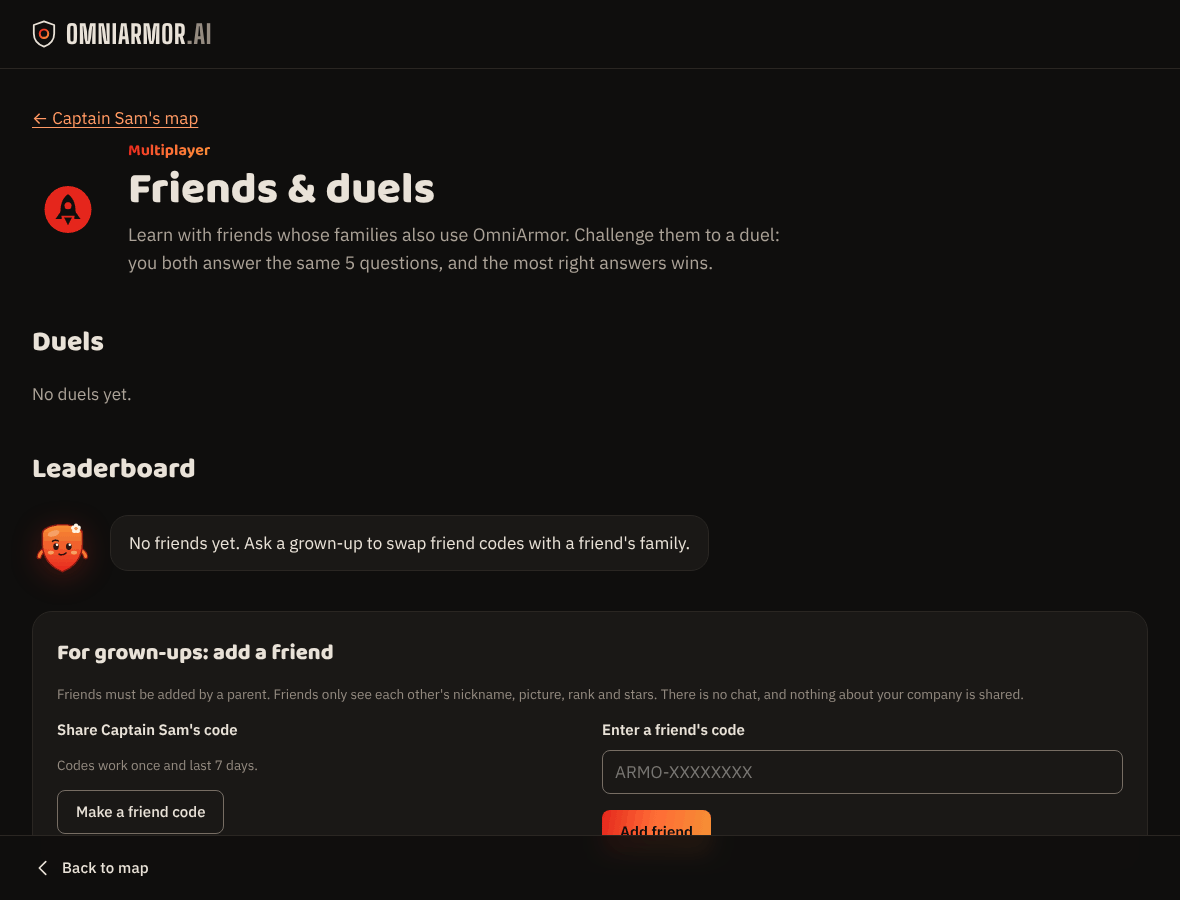 OMNIARMOR.AI
← Captain Sam's map
Multiplayer
Friends & duels
Learn with friends whose families also use OmniArmor. Challenge them to a duel:
you both answer the same 5 questions, and the most right answers wins.
Duels
No duels yet.
Leaderboard
No friends yet. Ask a grown-up to swap friend codes with a friend's family.
For grown-ups: add a friend
Friends must be added by a parent. Friends only see each other's nickname, picture, rank and stars. There is no chat, and nothing about your company is shared.
Share Captain Sam's code
Codes work once and last 7 days.
Make a friend code
Enter a friend's code
ARMO-XXXXXXXX
Add friend
Back to map